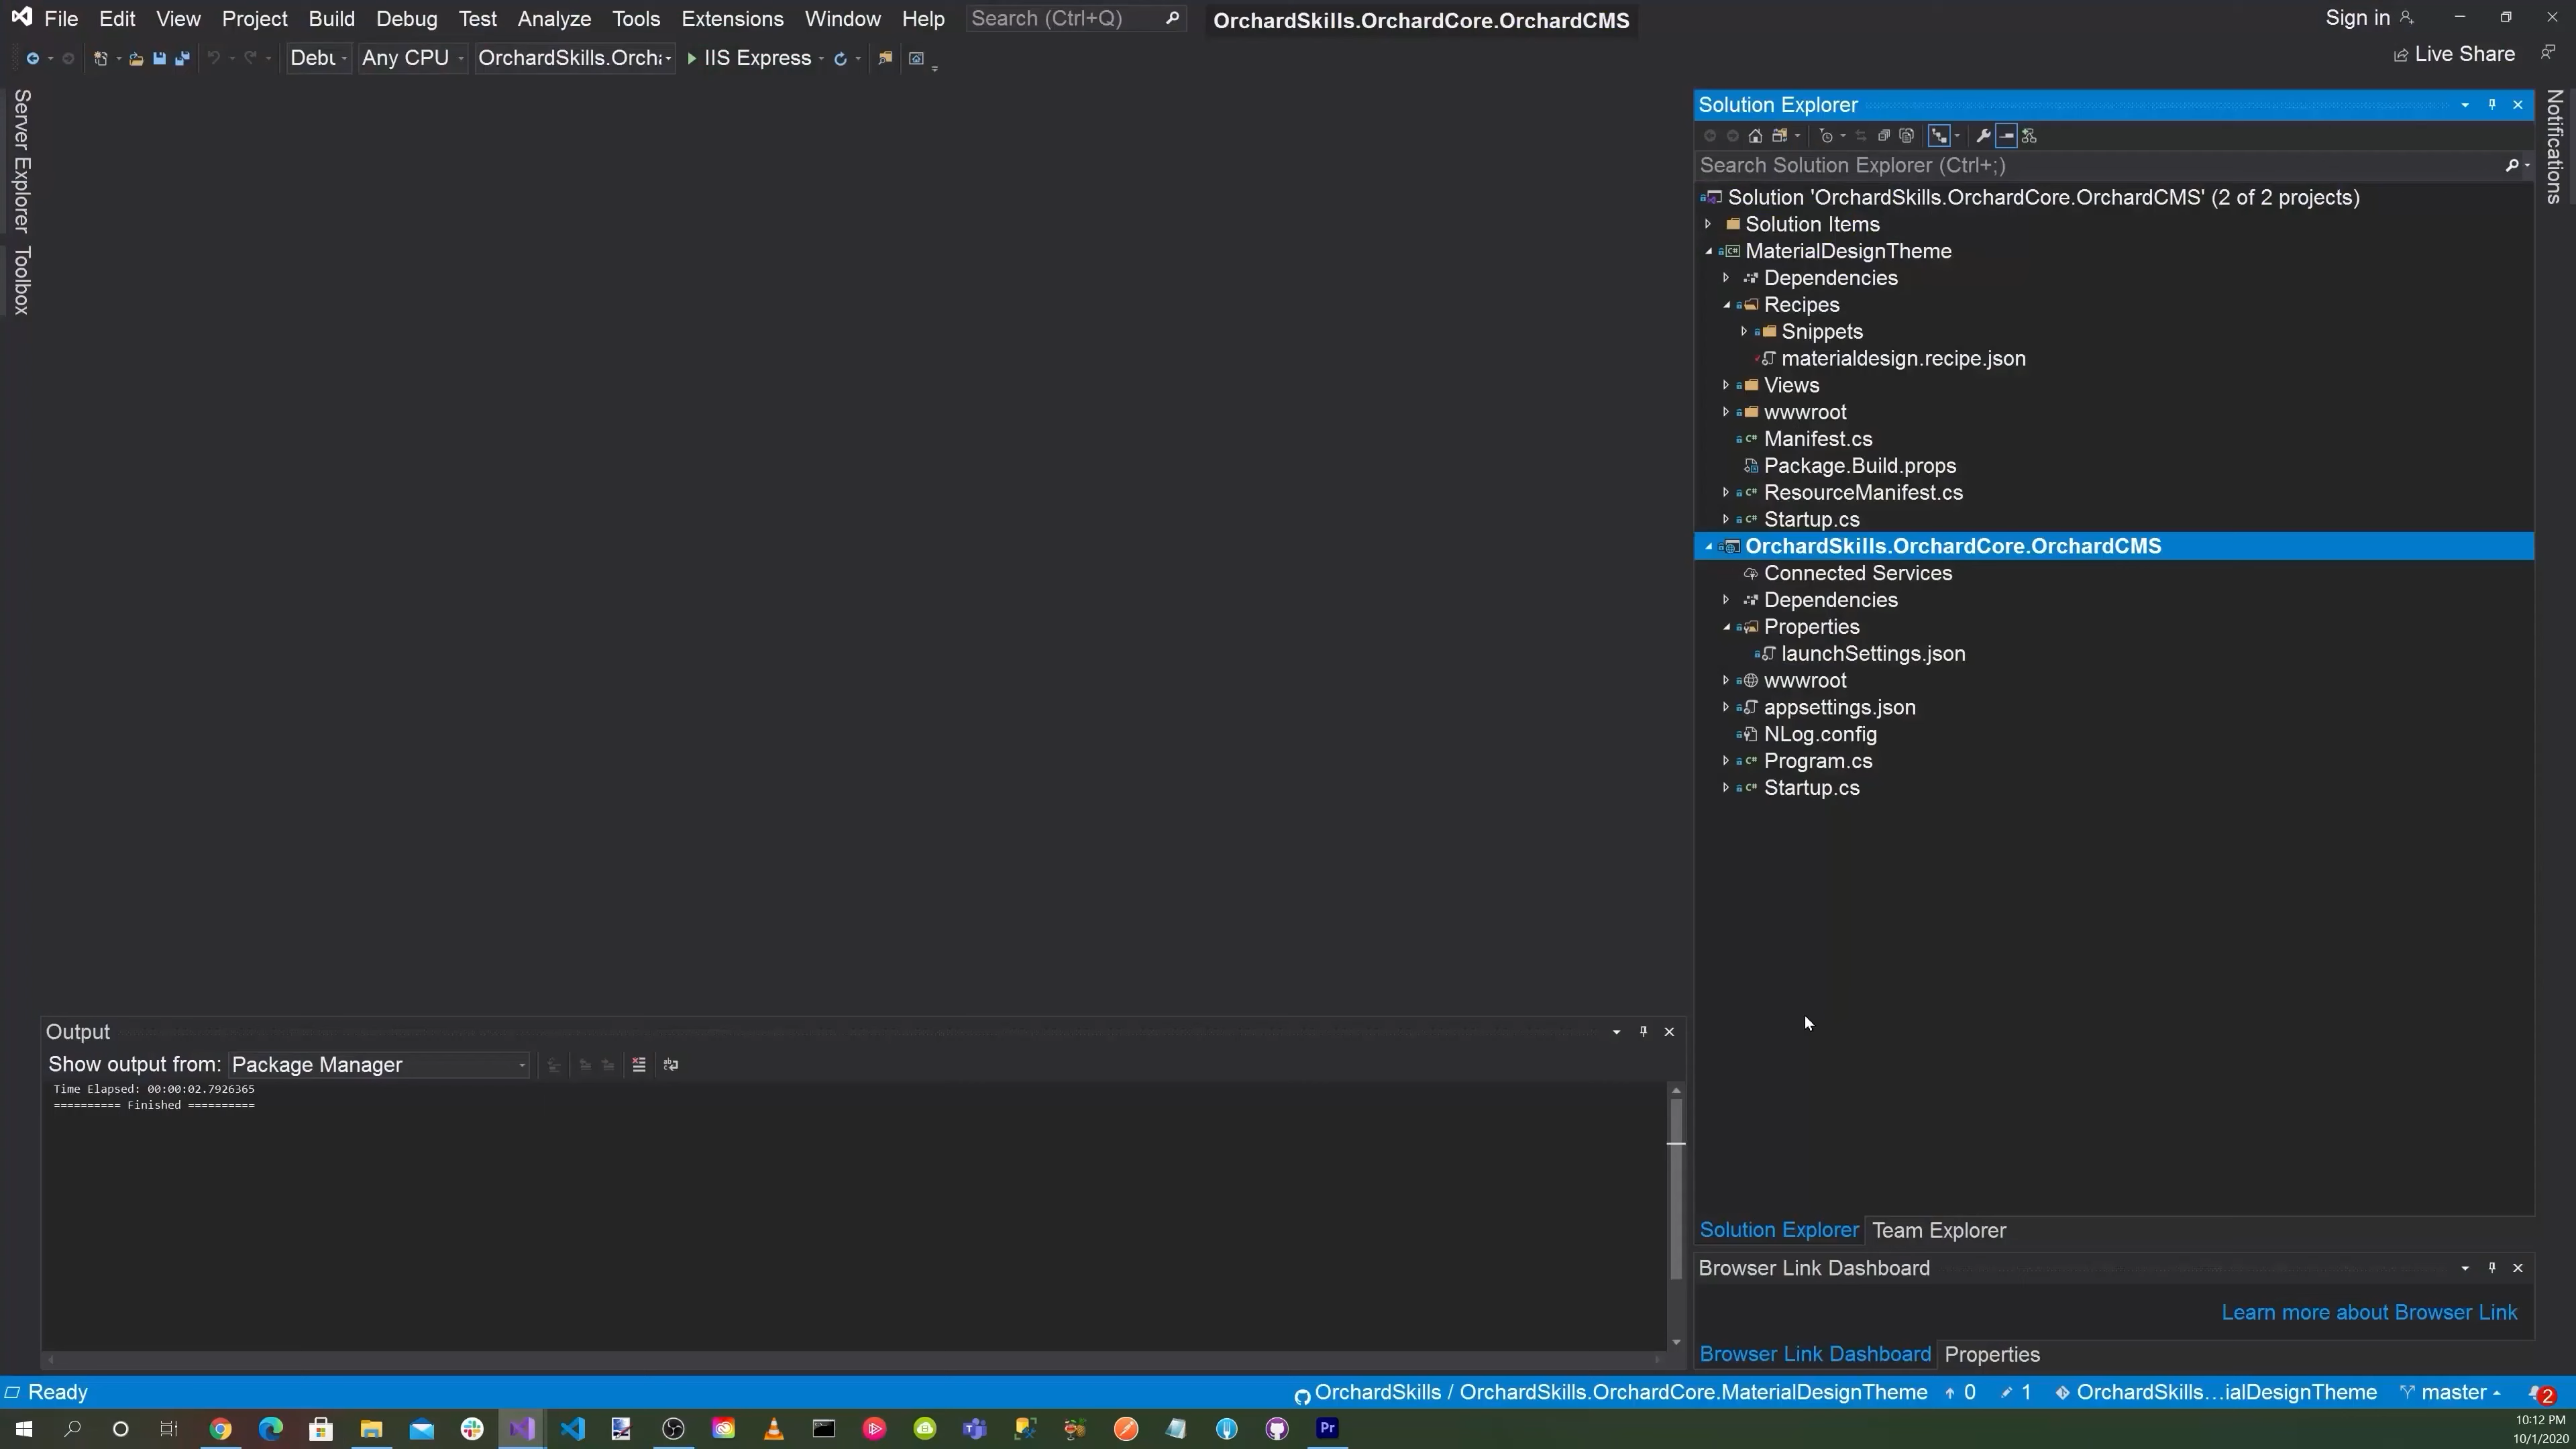 File Edit View Project Build Debug Test Analyze Tools Extensions Window Help Search (Ctrl+Q) OrchardSkills.OrchardCore.OrchardCMS Sign in
Any CPU IIS Express Live Share
Server Explorer
Toolbox
Notifications
Solution Explorer
Search Solution Explorer (Ctrl+;)
Solution 'OrchardSkills.OrchardCore.OrchardCMS' (2 of 2 projects)
Solution Items
MaterialDesignTheme
Dependencies
Recipes
Snippets
materialdesign.recipe.json
Views
wwwroot
Manifest.cs
Package.Build.props
ResourceManifest.cs
Startup.cs
OrchardSkills.OrchardCore.OrchardCMS
Connected Services
Dependencies
Properties
launchSettings.json
wwwroot
appsettings.json
NLog.config
Program.cs
Startup.cs
Output
Show output from: Package Manager
Time Elapsed: 00:00:02.7926365
========== Finished ==========
Solution Explorer Team Explorer
Browser Link Dashboard
Learn more about Browser Link
Browser Link Dashboard Properties
Ready OrchardSkills / OrchardSkills.OrchardCore.MaterialDesignTheme 0 1 OrchardSkills...ialDesignTheme master 2
Pr
10:12 PM
10/1/2020